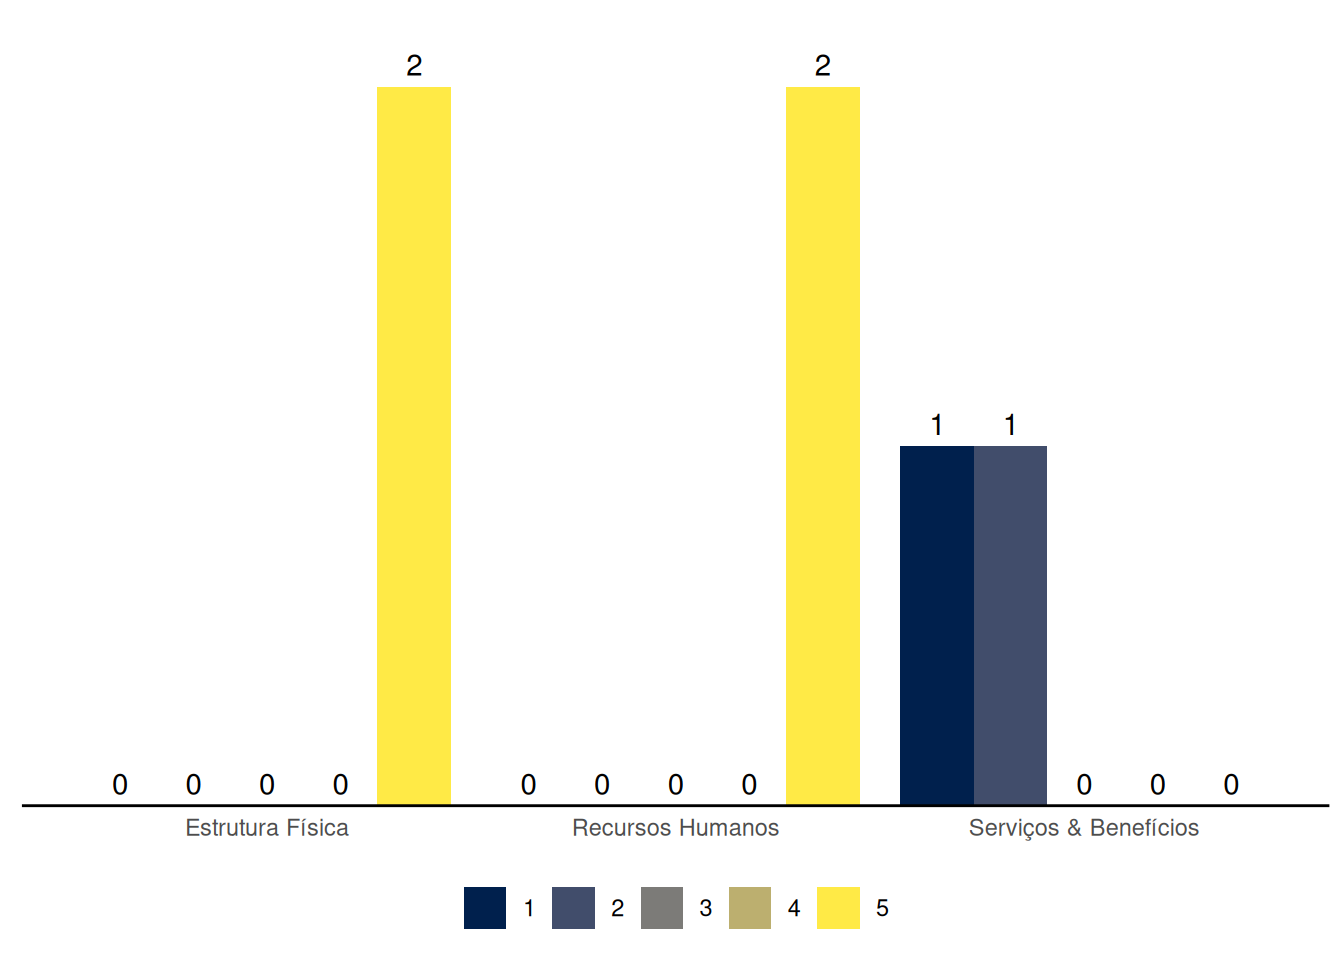 2 2
1 1
0 0 0 0 0 0 0 0 0 0 0
Estrutura Física Recursos Humanos Serviços & Benefícios
1 2 3 4 5